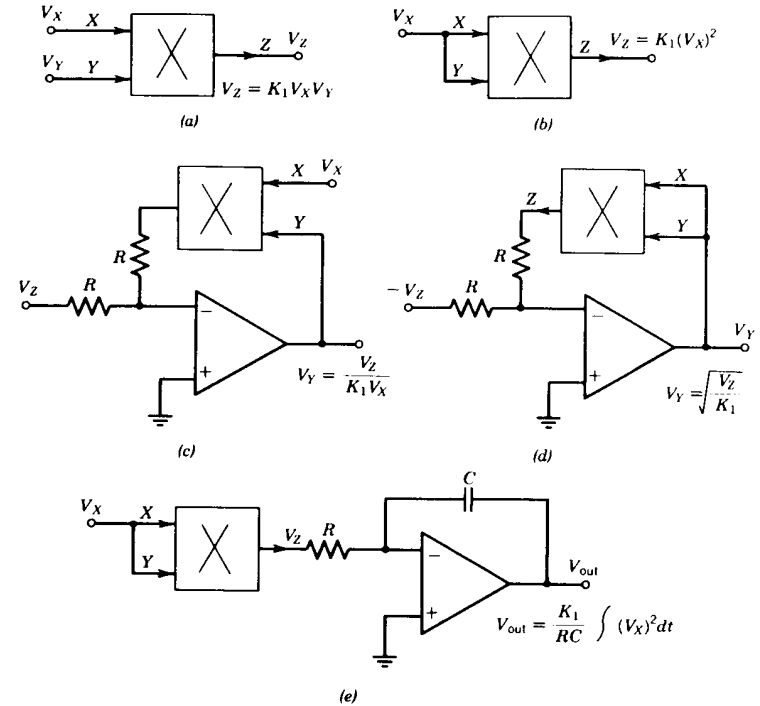 V_X X
V_Y Y
Z V_Z
V_Z = K_1V_XV_Y
(a)
V_X X
Y
Z V_Z = K_1(V_X)^2
(b)
X V_X
Y
R
V_Z R
−
+
V_Y = V_Z / K_1V_X
(c)
X
Z
Y
R
−V_Z R
−
+
V_Y
V_Y = √(V_Z / K_1)
(d)
C
V_X X
Y
V_Z R
−
+
V_out
V_out = K_1 / RC ∫ (V_X)^2dt
(e)